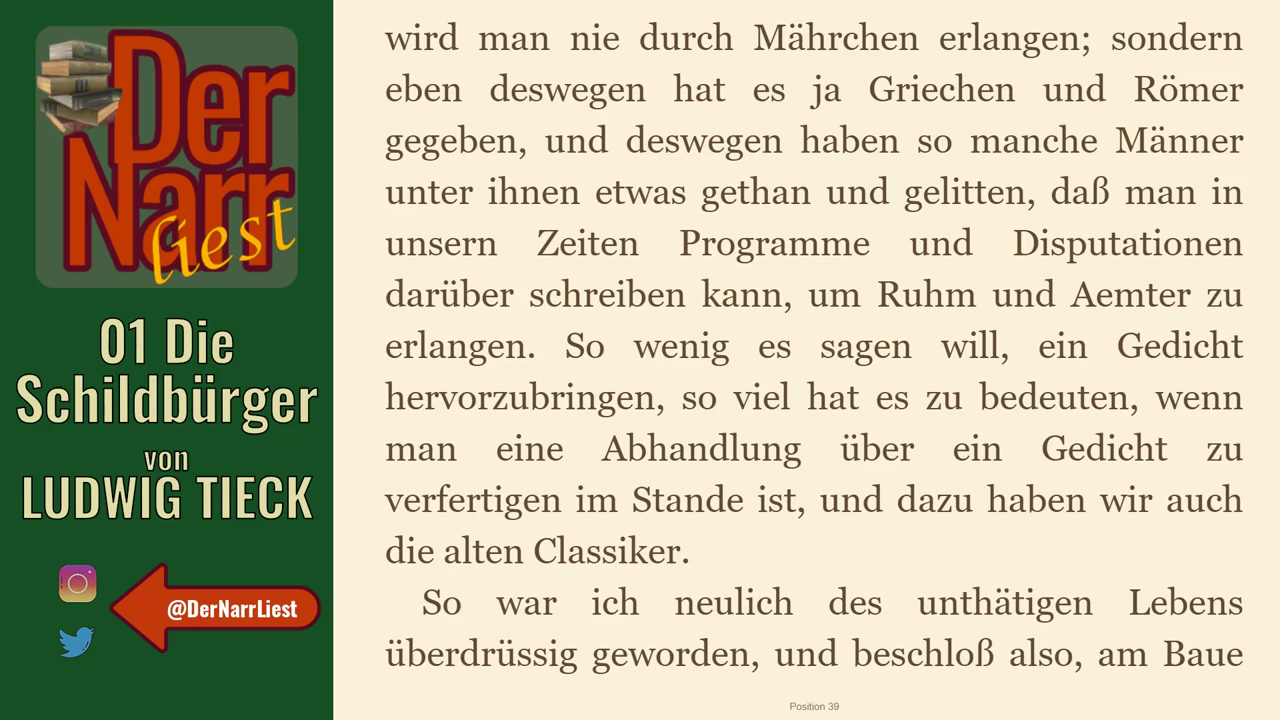 Der
Narr
liest
01 Die
Schildbürger
von
LUDWIG TIECK
@DerNarrLiest
wird man nie durch Mährchen erlangen; sondern
eben deswegen hat es ja Griechen und Römer
gegeben, und deswegen haben so manche Männer
unter ihnen etwas gethan und gelitten, daß man in
unsern Zeiten Programme und Disputationen
darüber schreiben kann, um Ruhm und Aemter zu
erlangen. So wenig es sagen will, ein Gedicht
hervorzubringen, so viel hat es zu bedeuten, wenn
man eine Abhandlung über ein Gedicht zu
verfertigen im Stande ist, und dazu haben wir auch
die alten Classiker.
So war ich neulich des unthätigen Lebens
überdrüssig geworden, und beschloß also, am Baue
Position 39